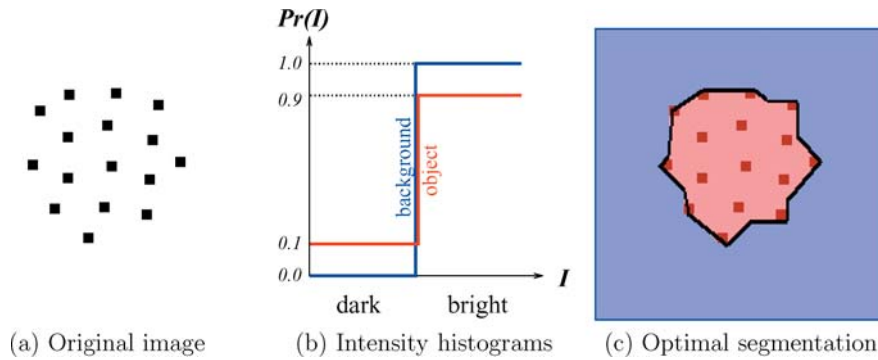 Pr(I)
1.0
0.9
background
object
0.1
0.0
I
dark bright
(a) Original image
(b) Intensity histograms
(c) Optimal segmentation